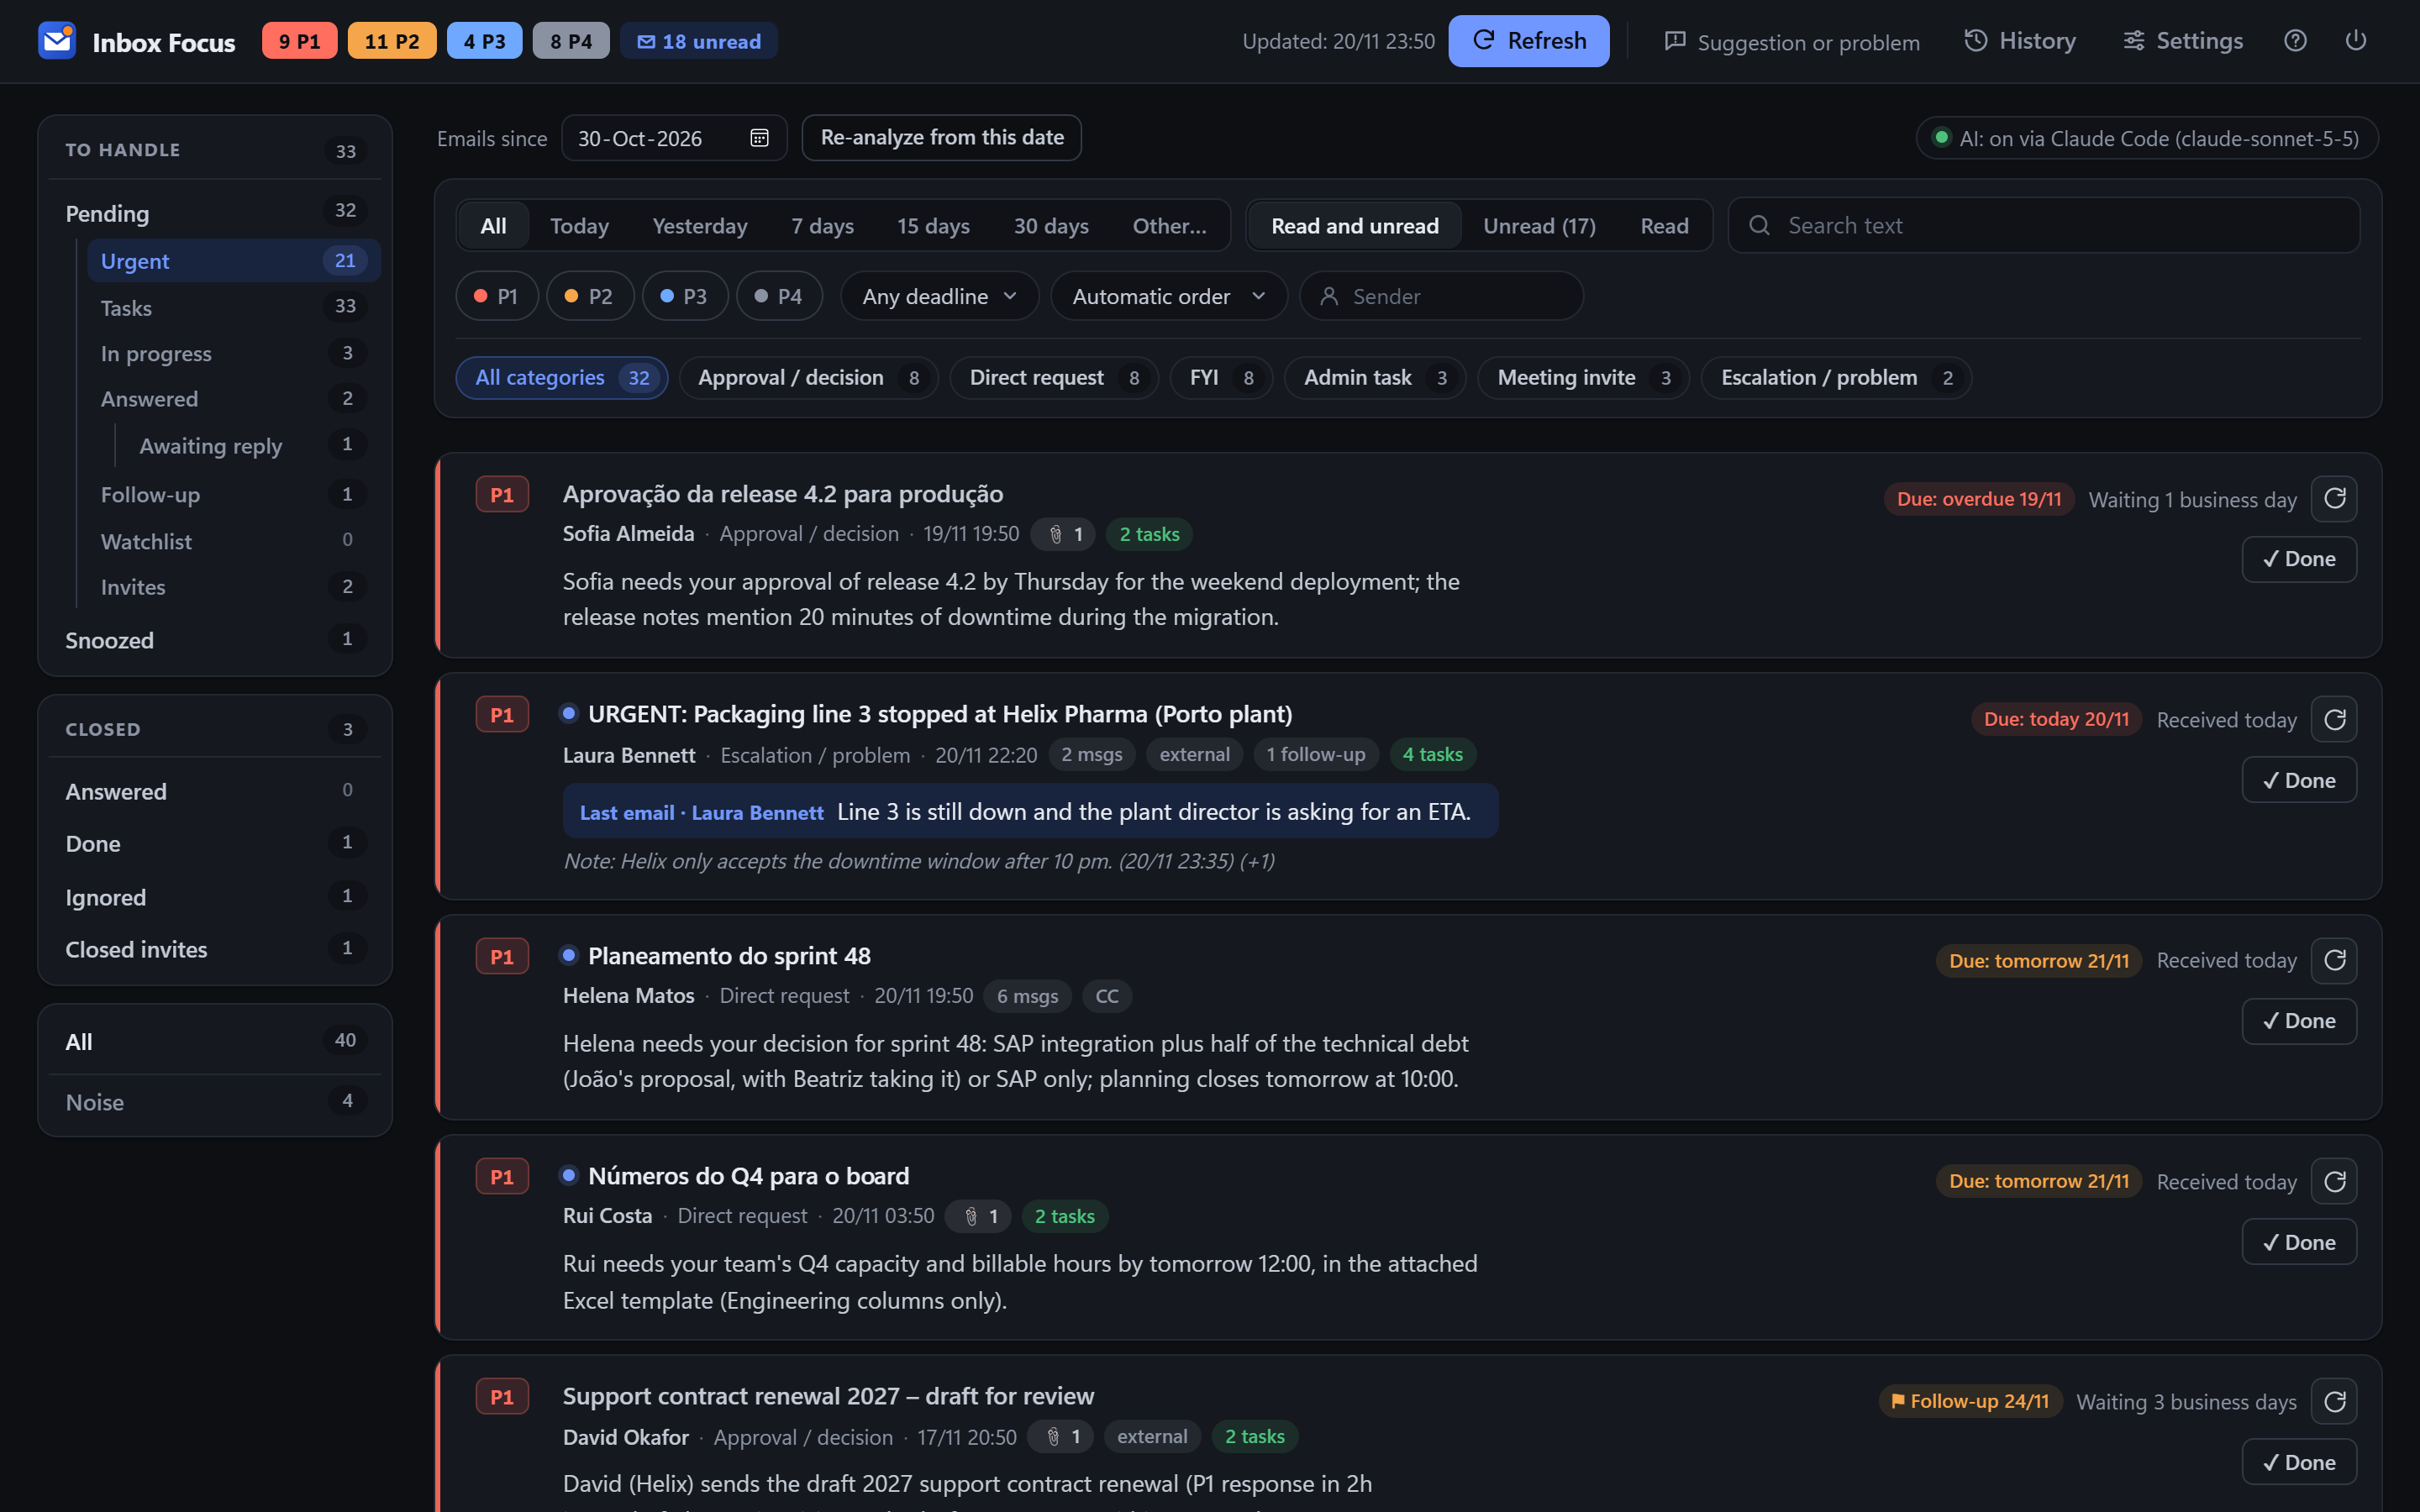 Inbox Focus 9 P1 11 P2 4 P3 8 P4 18 unread Updated: 20/11 23:50 Refresh Suggestion or problem History Settings
TO HANDLE 33
Pending 32
Urgent 21
Tasks 33
In progress 3
Answered 2
Awaiting reply 1
Follow-up 1
Watchlist 0
Invites 2
Snoozed 1
CLOSED 3
Answered 0
Done 1
Ignored 1
Closed invites 1
All 40
Noise 4
Emails since 30-Oct-2026 Re-analyze from this date AI: on via Claude Code (claude-sonnet-5-5)
All Today Yesterday 7 days 15 days 30 days Other... Read and unread Unread (17) Read Search text
P1 P2 P3 P4 Any deadline Automatic order Sender
All categories 32 Approval / decision 8 Direct request 8 FYI 8 Admin task 3 Meeting invite 3 Escalation / problem 2
P1 Aprovação da release 4.2 para produção Due: overdue 19/11 Waiting 1 business day
Sofia Almeida · Approval / decision · 19/11 19:50 1 2 tasks
✓ Done
Sofia needs your approval of release 4.2 by Thursday for the weekend deployment; the
release notes mention 20 minutes of downtime during the migration.
P1 URGENT: Packaging line 3 stopped at Helix Pharma (Porto plant) Due: today 20/11 Received today
Laura Bennett · Escalation / problem · 20/11 22:20 2 msgs external 1 follow-up 4 tasks
✓ Done
Last email · Laura Bennett Line 3 is still down and the plant director is asking for an ETA.
Note: Helix only accepts the downtime window after 10 pm. (20/11 23:35) (+1)
P1 Planeamento do sprint 48 Due: tomorrow 21/11 Received today
Helena Matos · Direct request · 20/11 19:50 6 msgs CC
✓ Done
Helena needs your decision for sprint 48: SAP integration plus half of the technical debt
(João's proposal, with Beatriz taking it) or SAP only; planning closes tomorrow at 10:00.
P1 Números do Q4 para o board Due: tomorrow 21/11 Received today
Rui Costa · Direct request · 20/11 03:50 1 2 tasks
✓ Done
Rui needs your team's Q4 capacity and billable hours by tomorrow 12:00, in the attached
Excel template (Engineering columns only).
P1 Support contract renewal 2027 – draft for review Follow-up 24/11 Waiting 3 business days
David Okafor · Approval / decision · 17/11 20:50 1 external 2 tasks
✓ Done
David (Helix) sends the draft 2027 support contract renewal (P1 response in 2h